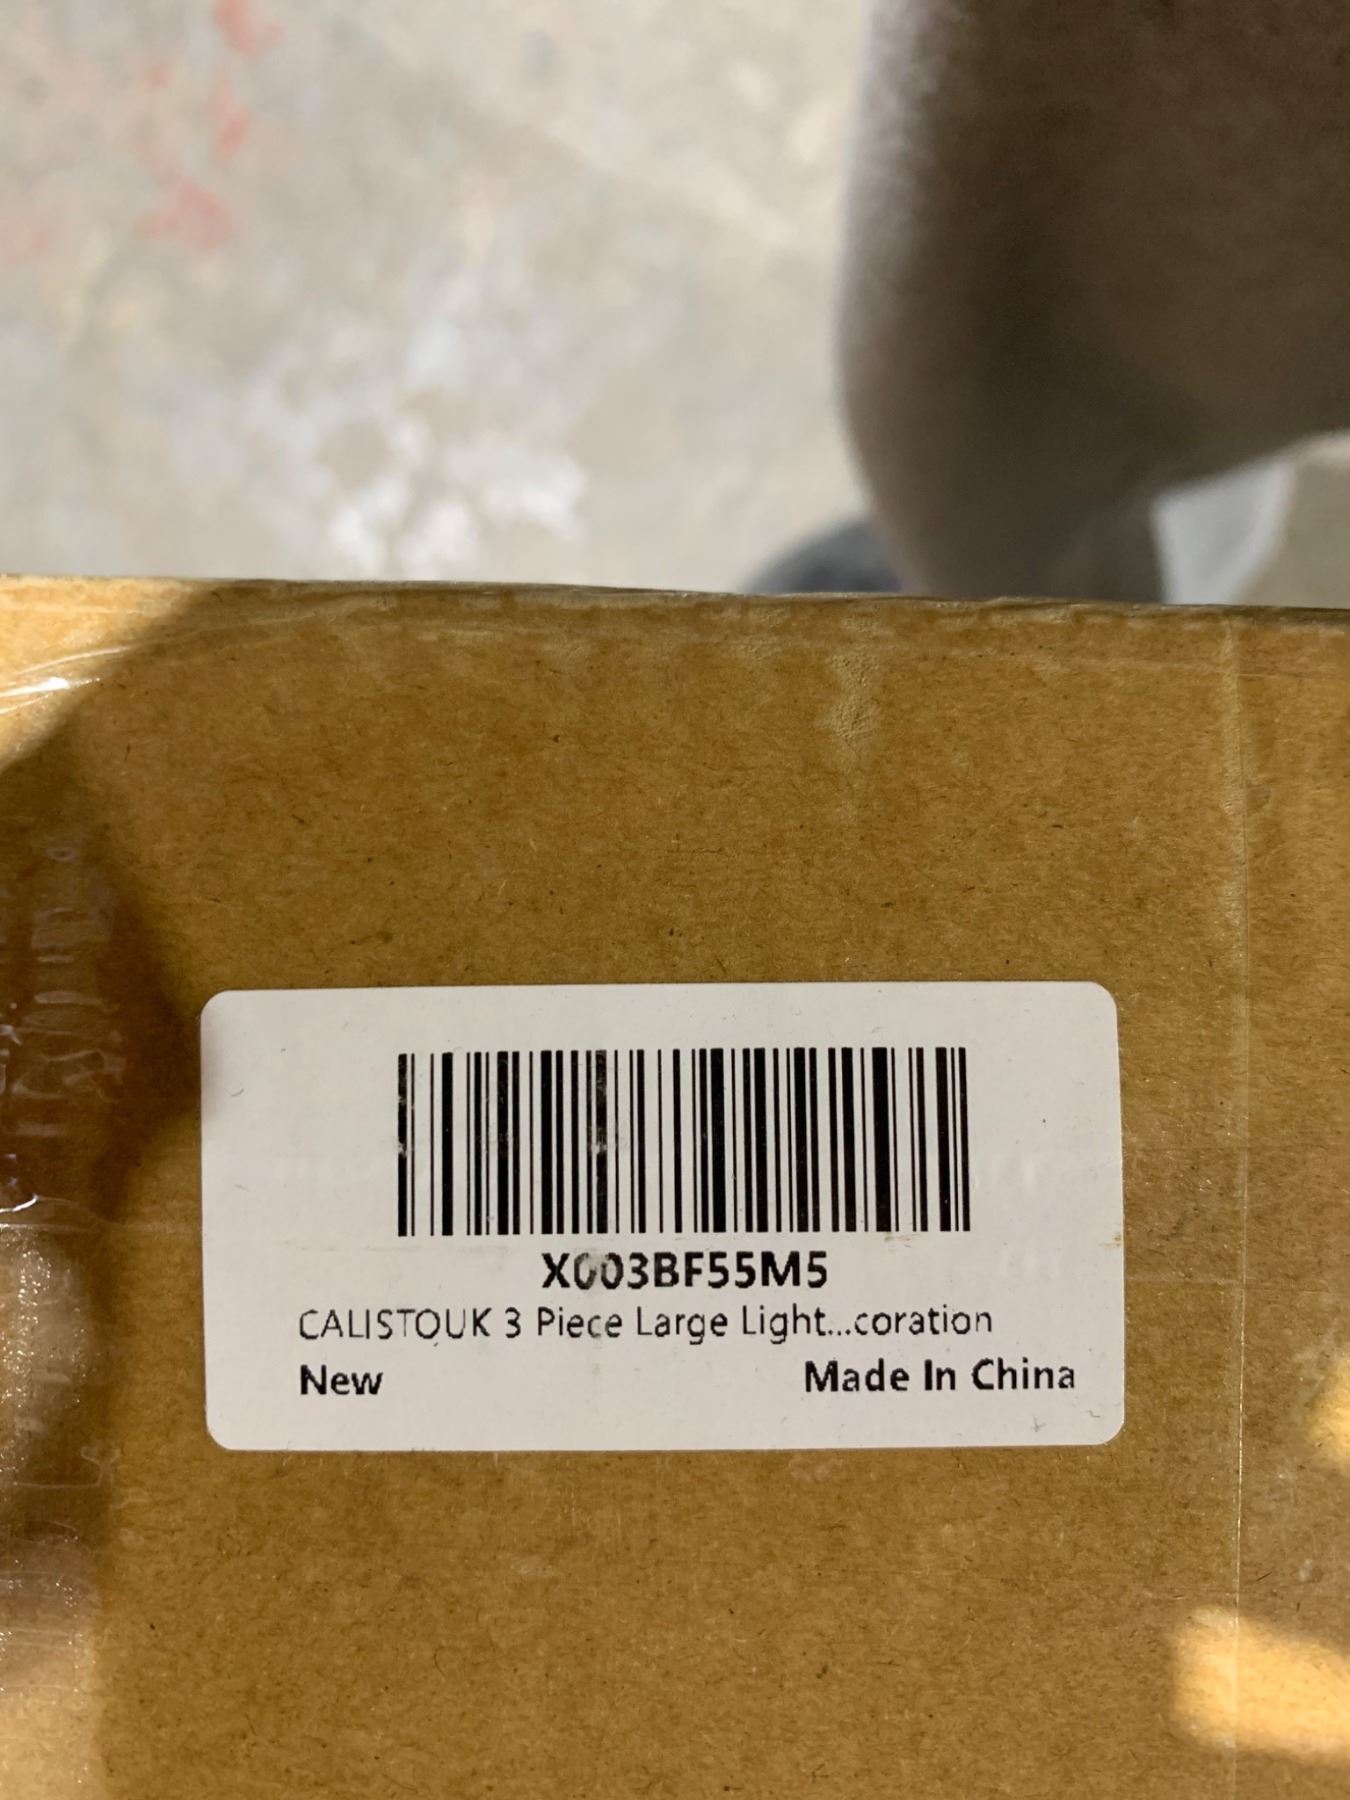 X003BF55M5
CALISTOUK 3 Piece Large Light...coration
New
Made In China